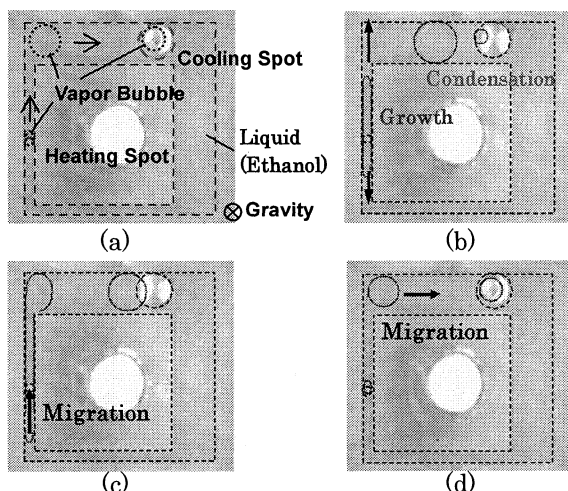 Cooling Spot
Vapor Bubble
Heating Spot
Liquid
(Ethanol)
Gravity
(a)
Condensation
Growth
(b)
Migration
(c)
Migration
(d)